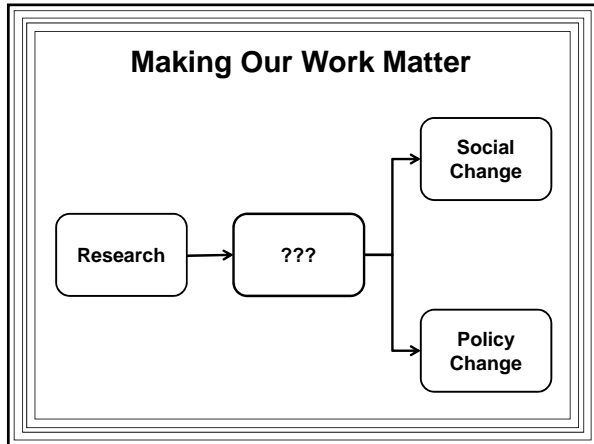 Making Our Work Matter
Social
Change
Research
???
Policy
Change